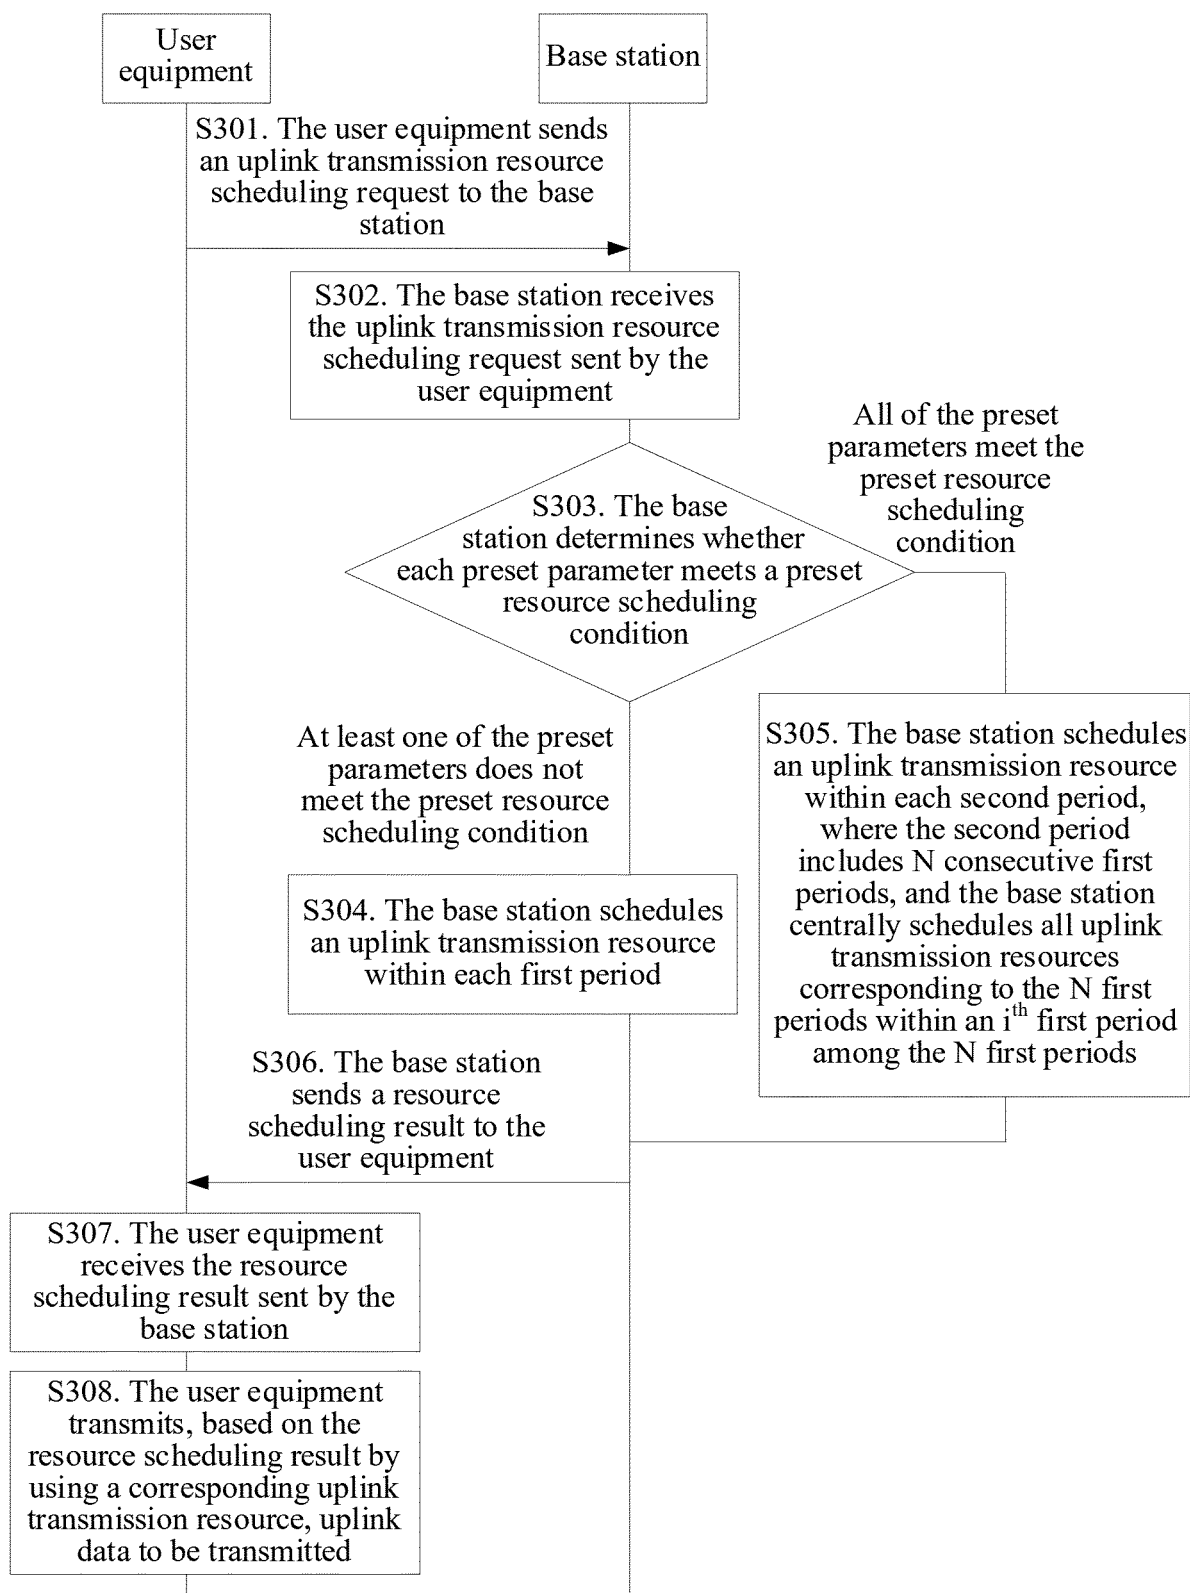 User
equipment
Base station
S301. The user equipment sends
an uplink transmission resource
scheduling request to the base
station
S302. The base station receives
the uplink transmission resource
scheduling request sent by the
user equipment
All of the preset
parameters meet the
preset resource
scheduling
condition
S303. The base
station determines whether
each preset parameter meets a preset
resource scheduling
condition
At least one of the preset
parameters does not
meet the preset resource
scheduling condition
S305. The base station schedules
an uplink transmission resource
within each second period,
where the second period
includes N consecutive first
periods, and the base station
centrally schedules all uplink
transmission resources
corresponding to the N first
periods within an iᵗʰ first period
among the N first periods
S304. The base station schedules
an uplink transmission resource
within each first period
S306. The base station
sends a resource
scheduling result to the
user equipment
S307. The user equipment
receives the resource
scheduling result sent by the
base station
S308. The user equipment
transmits, based on the
resource scheduling result by
using a corresponding uplink
transmission resource, uplink
data to be transmitted